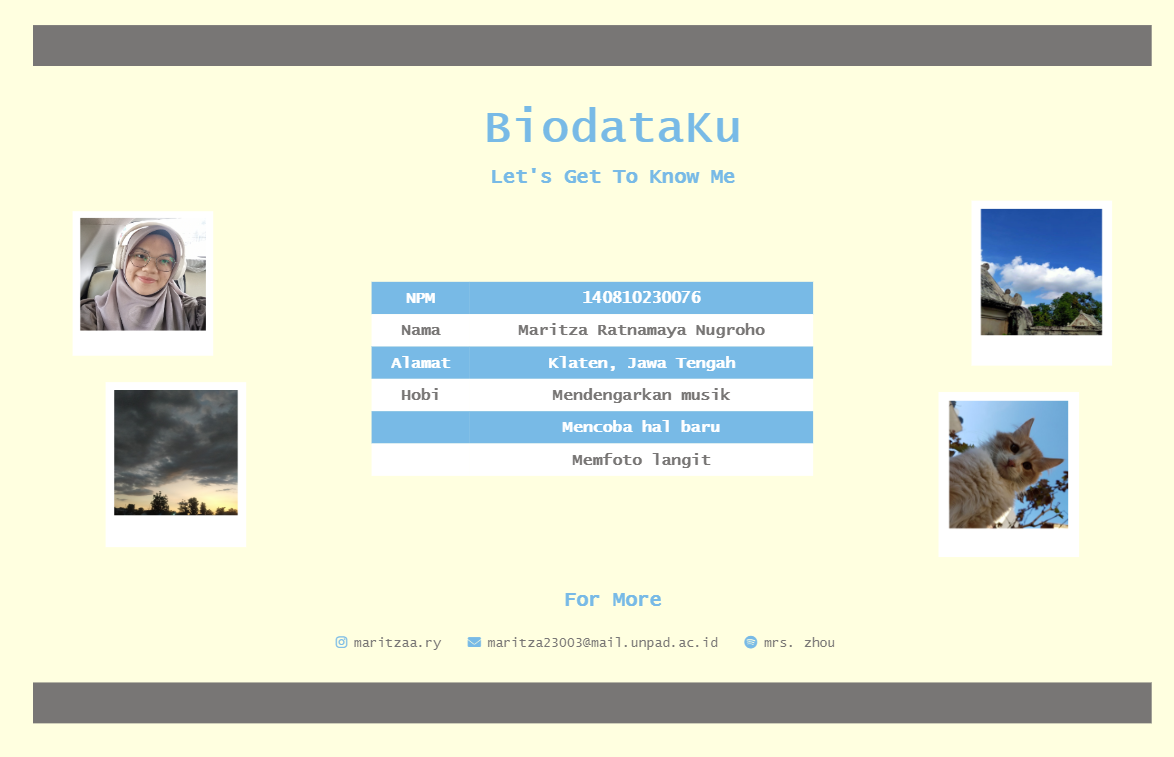 BiodataKu
Let's Get To Know Me
NPM 140810230076
Nama Maritza Ratnamaya Nugroho
Alamat Klaten, Jawa Tengah
Hobi Mendengarkan musik
Mencoba hal baru
Memfoto langit
For More
maritzaa.ry maritza23003@mail.unpad.ac.id mrs. zhou